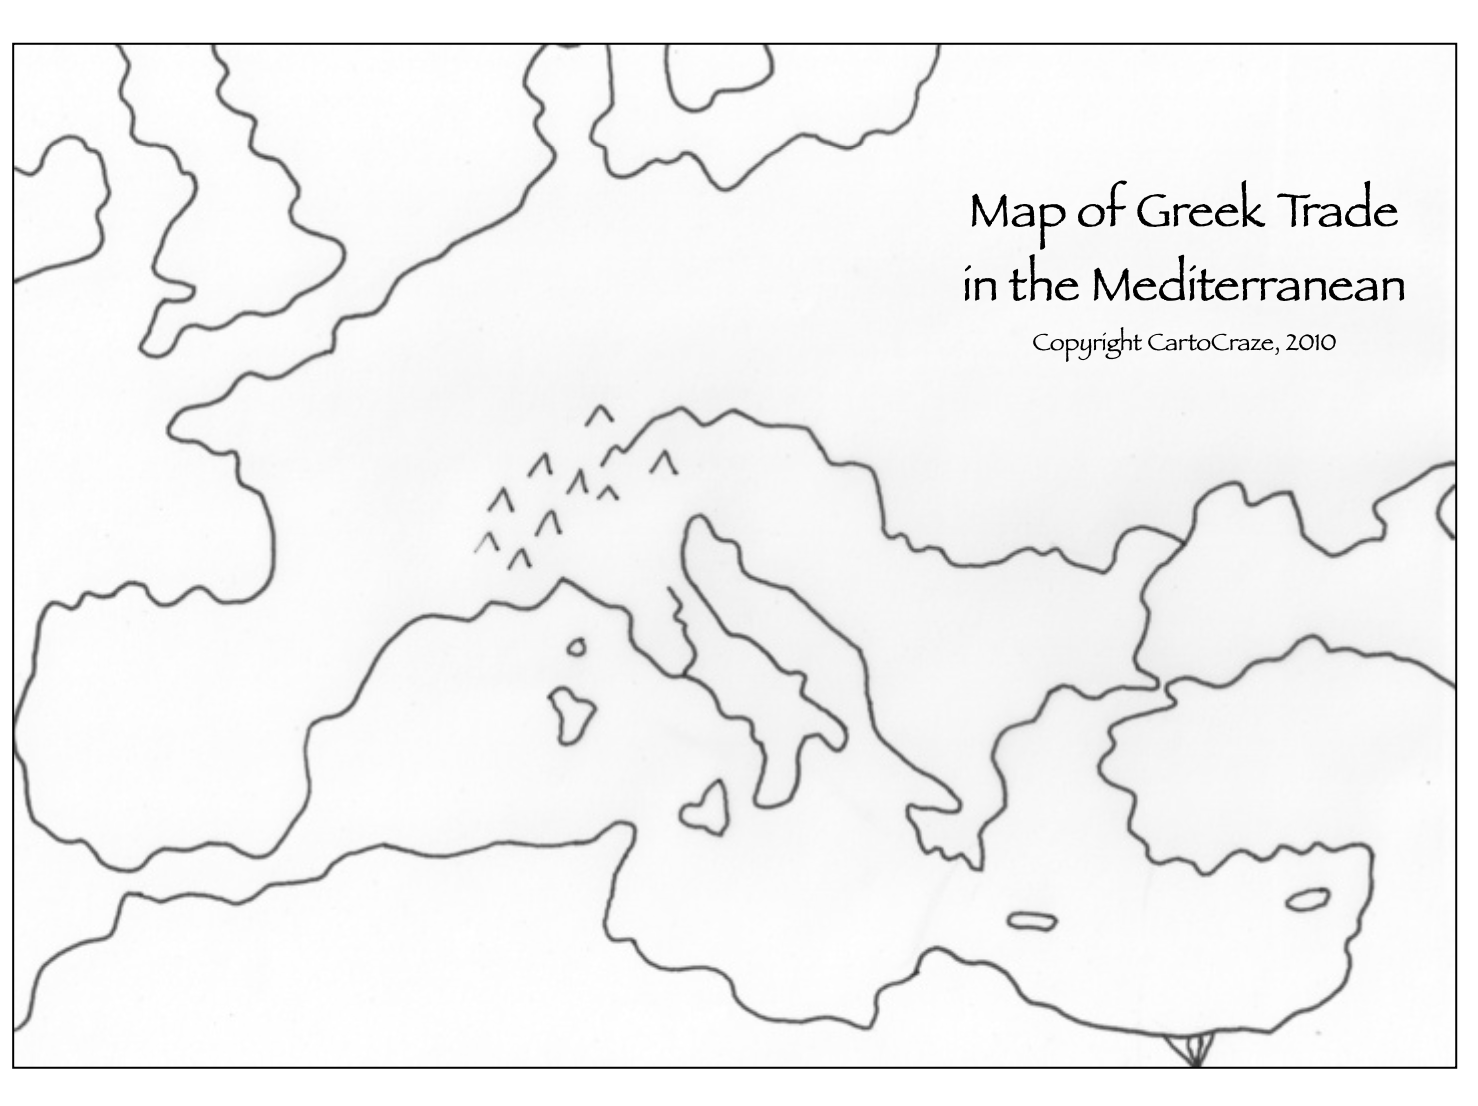 Map of Greek Trade
in the Mediterranean
Copyright CartoCraze, 2010